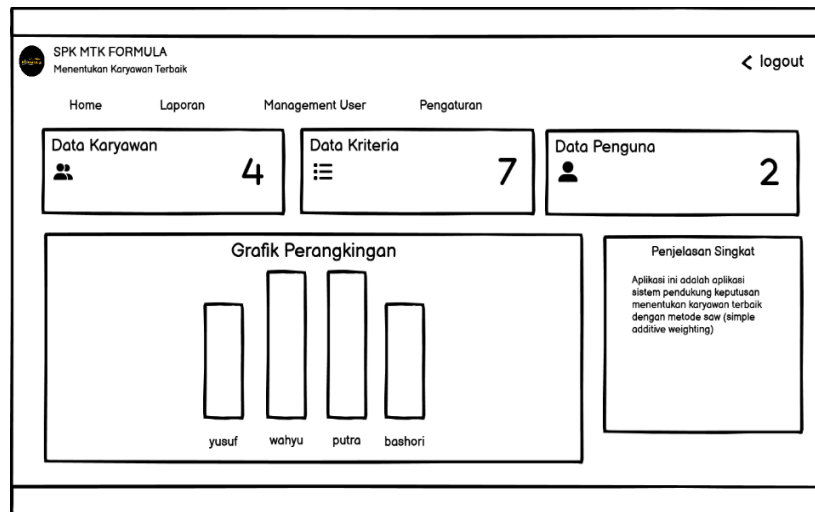 SPK MTK FORMULA
Menentukan Karyawan Terbaik
logout
Home Laporan Management User Pengaturan
Data Karyawan
4
Data Kriteria
7
Data Penguna
2
Grafik Perangkingan
yusuf wahyu putra bashori
Penjelasan Singkat
Aplikasi ini adalah aplikasi
sistem pendukung keputusan
menentukan karyawan terbaik
dengan metode saw (simple
additive weighting)